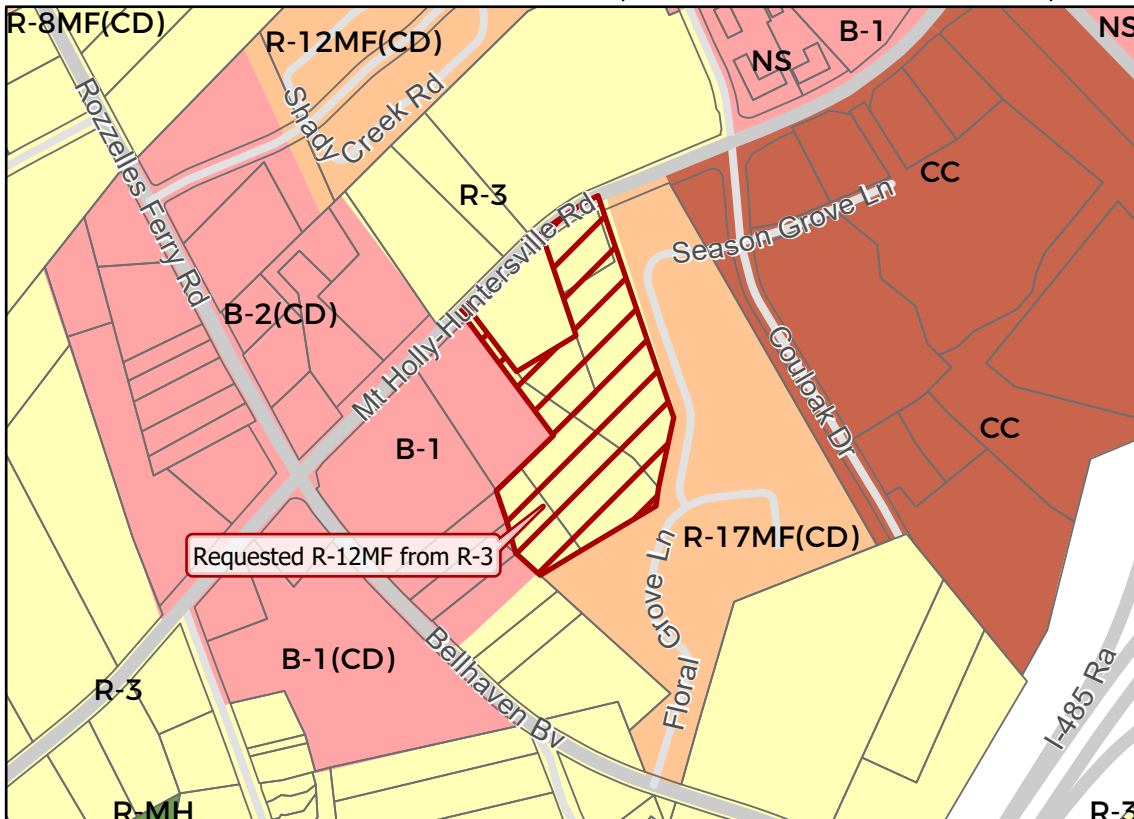 R-8MF(CD)
R-12MF(CD)
B-1
NS
NS
Rozzelles Ferry Rd
Shady Creek Rd
R-3
CC
Season Grove Ln
Mt Holly-Huntersville Rd
B-2(CD)
Couloak Dr
CC
B-1
Requested R-12MF from R-3
R-17MF(CD)
Floral Grove Ln
B-1(CD)
Bellhaven Bv
R-3
I-485 Ra
R-MH
R-3